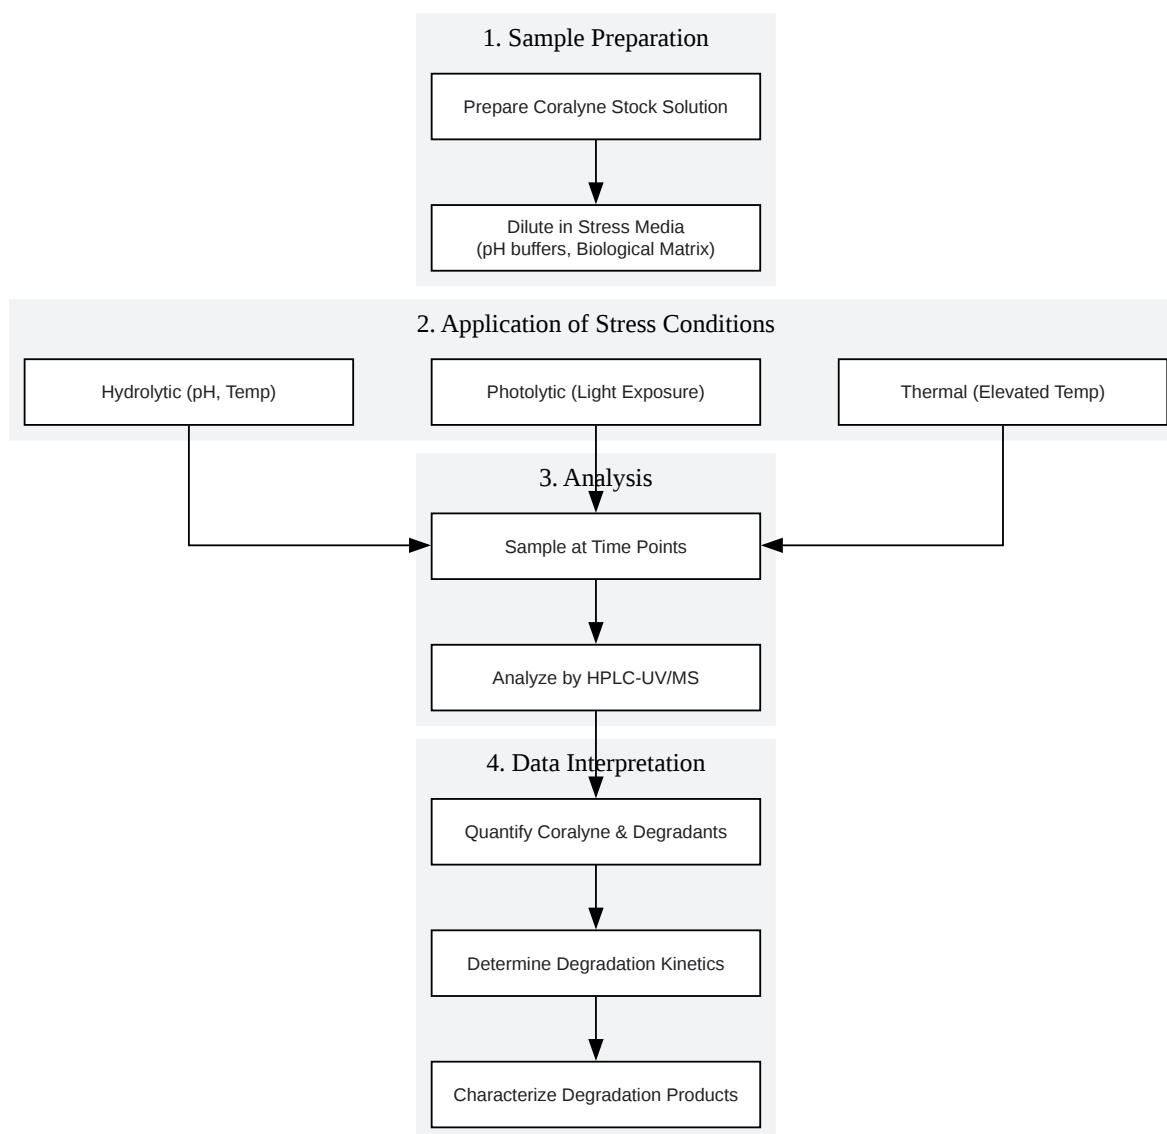 1. Sample Preparation
Prepare Coralyne Stock Solution
Dilute in Stress Media
(pH buffers, Biological Matrix)
2. Application of Stress Conditions
Hydrolytic (pH, Temp)
Photolytic (Light Exposure)
Thermal (Elevated Temp)
3. Analysis
Sample at Time Points
Analyze by HPLC-UV/MS
4. Data Interpretation
Quantify Coralyne & Degradants
Determine Degradation Kinetics
Characterize Degradation Products